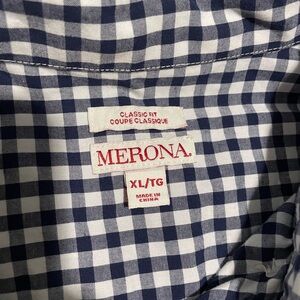 CLASSIC FIT
COUPE CLASSIQUE
MERONA.
XL/TG
MADE IN
CHINA